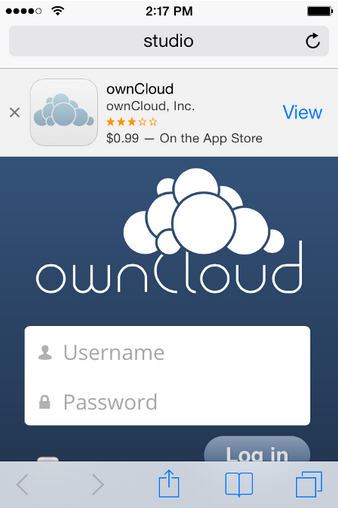 2:17 PM
studio
ownCloud
ownCloud, Inc.
$0.99 — On the App Store
View
ownCloud
Username
Password
Log in